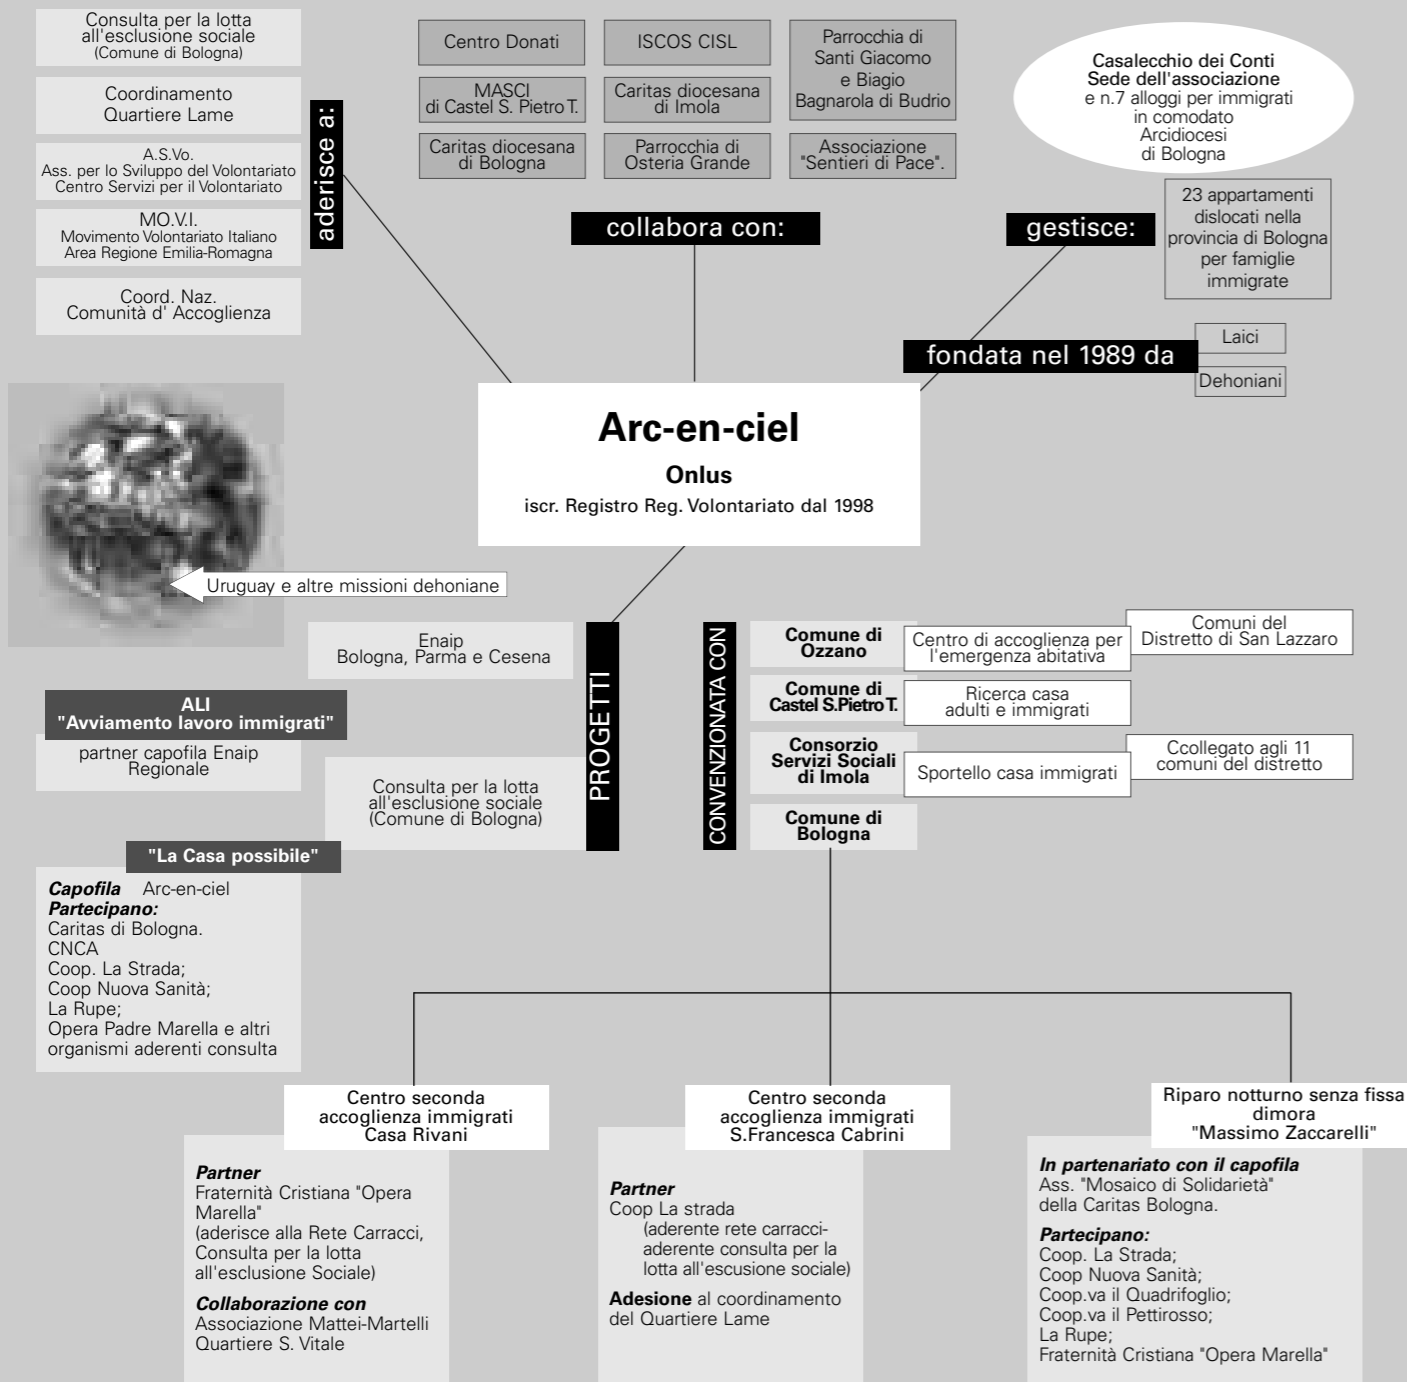 Consulta per la lotta
all'esclusione sociale
(Comune di Bologna)
Coordinamento
Quartiere Lame
A.S.Vo.
Ass. per lo Sviluppo del Volontariato
Centro Servizi per il Volontariato
MO.V.I.
Movimento Volontariato Italiano
Area Regione Emilia-Romagna
Coord. Naz.
Comunità d' Accoglienza
aderisce a:
Centro Donati
ISCOS CISL
Parrocchia di
Santi Giacomo
e Biagio
Bagnarola di Budrio
MASCI
di Castel S. Pietro T.
Caritas diocesana
di Imola
Caritas diocesana
di Bologna
Parrocchia di
Osteria Grande
Associazione
"Sentieri di Pace".
collabora con:
Casalecchio dei Conti
Sede dell'associazione
e n.7 alloggi per immigrati
in comodato
Arcidiocesi
di Bologna
gestisce:
23 appartamenti
dislocati nella
provincia di Bologna
per famiglie
immigrate
fondata nel 1989 da
Laici
Dehoniani
Arc-en-ciel
Onlus
iscr. Registro Reg. Volontariato dal 1998
Uruguay e altre missioni dehoniane
PROGETTI
Enaip
Bologna, Parma e Cesena
ALI
"Avviamento lavoro immigrati"
partner capofila Enaip
Regionale
Consulta per la lotta
all'esclusione sociale
(Comune di Bologna)
"La Casa possibile"
Capofila Arc-en-ciel
Partecipano:
Caritas di Bologna.
CNCA
Coop. La Strada;
Coop Nuova Sanità;
La Rupe;
Opera Padre Marella e altri
organismi aderenti consulta
CONVENZIONATA CON
Comune di
Ozzano
Centro di accoglienza per
l'emergenza abitativa
Comuni del
Distretto di San Lazzaro
Comune di
Castel S.Pietro T.
Ricerca casa
adulti e immigrati
Consorzio
Servizi Sociali
di Imola
Sportello casa immigrati
Ccollegato agli 11
comuni del distretto
Comune di
Bologna
Centro seconda
accoglienza immigrati
Casa Rivani
Partner
Fraternità Cristiana "Opera
Marella"
(aderisce alla Rete Carracci,
Consulta per la lotta
all'esclusione Sociale)
Collaborazione con
Associazione Mattei-Martelli
Quartiere S. Vitale
Centro seconda
accoglienza immigrati
S.Francesca Cabrini
Partner
Coop La strada
(aderente rete carracci-
aderente consulta per la
lotta all'escusione sociale)
Adesione al coordinamento
del Quartiere Lame
Riparo notturno senza fissa
dimora
"Massimo Zaccarelli"
In partenariato con il capofila
Ass. "Mosaico di Solidarietà"
della Caritas Bologna.
Partecipano:
Coop. La Strada;
Coop Nuova Sanità;
Coop.va il Quadrifoglio;
Coop.va il Pettirosso;
La Rupe;
Fraternità Cristiana "Opera Marella"